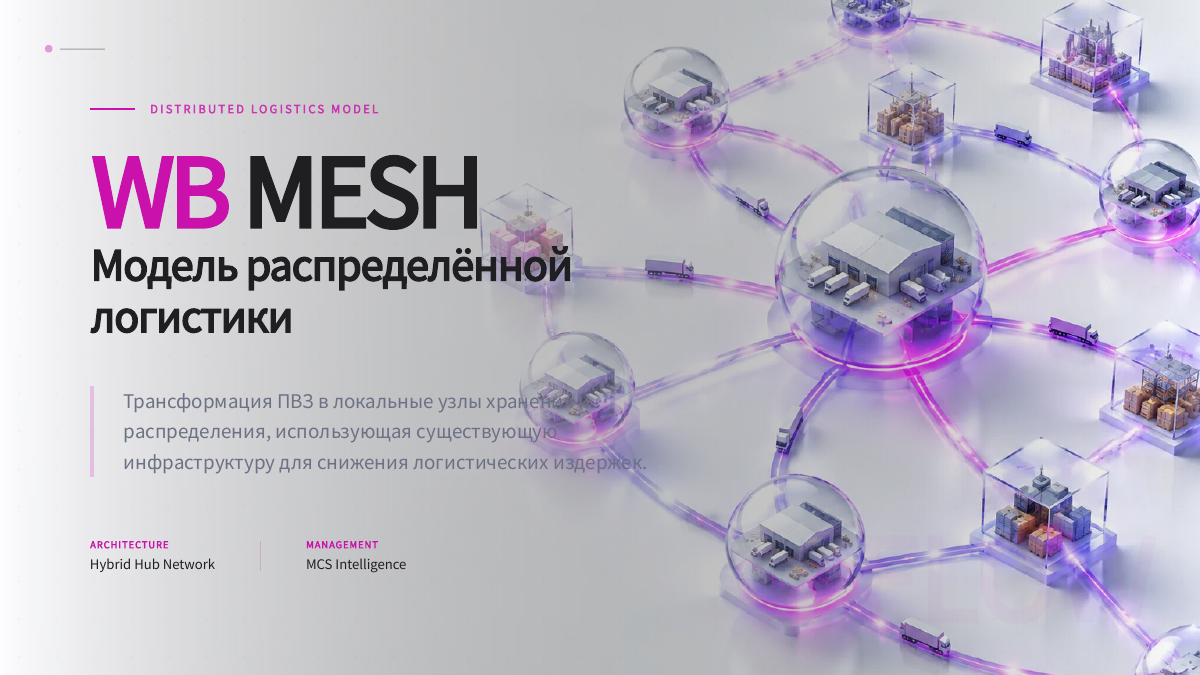 DISTRIBUTED LOGISTICS MODEL
WB MESH
Модель распределённой
логистики
Трансформация ПВЗ в локальные узлы хранения
распределения, использующая существующую
инфраструктуру для снижения логистических издержек.
ARCHITECTURE
Hybrid Hub Network
MANAGEMENT
MCS Intelligence